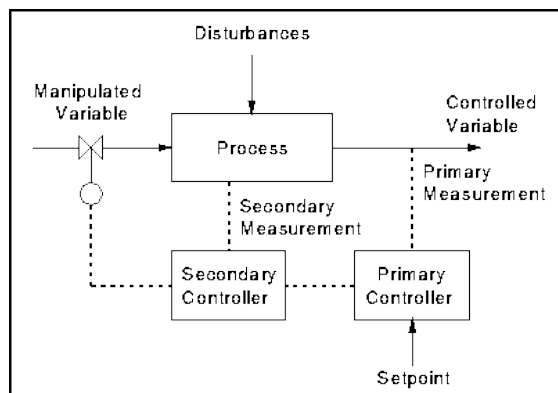 Disturbances
Manipulated
Variable
Controlled
Variable
Process
Primary
Measurement
Secondary
Measurement
Secondary
Controller
Primary
Controller
Setpoint